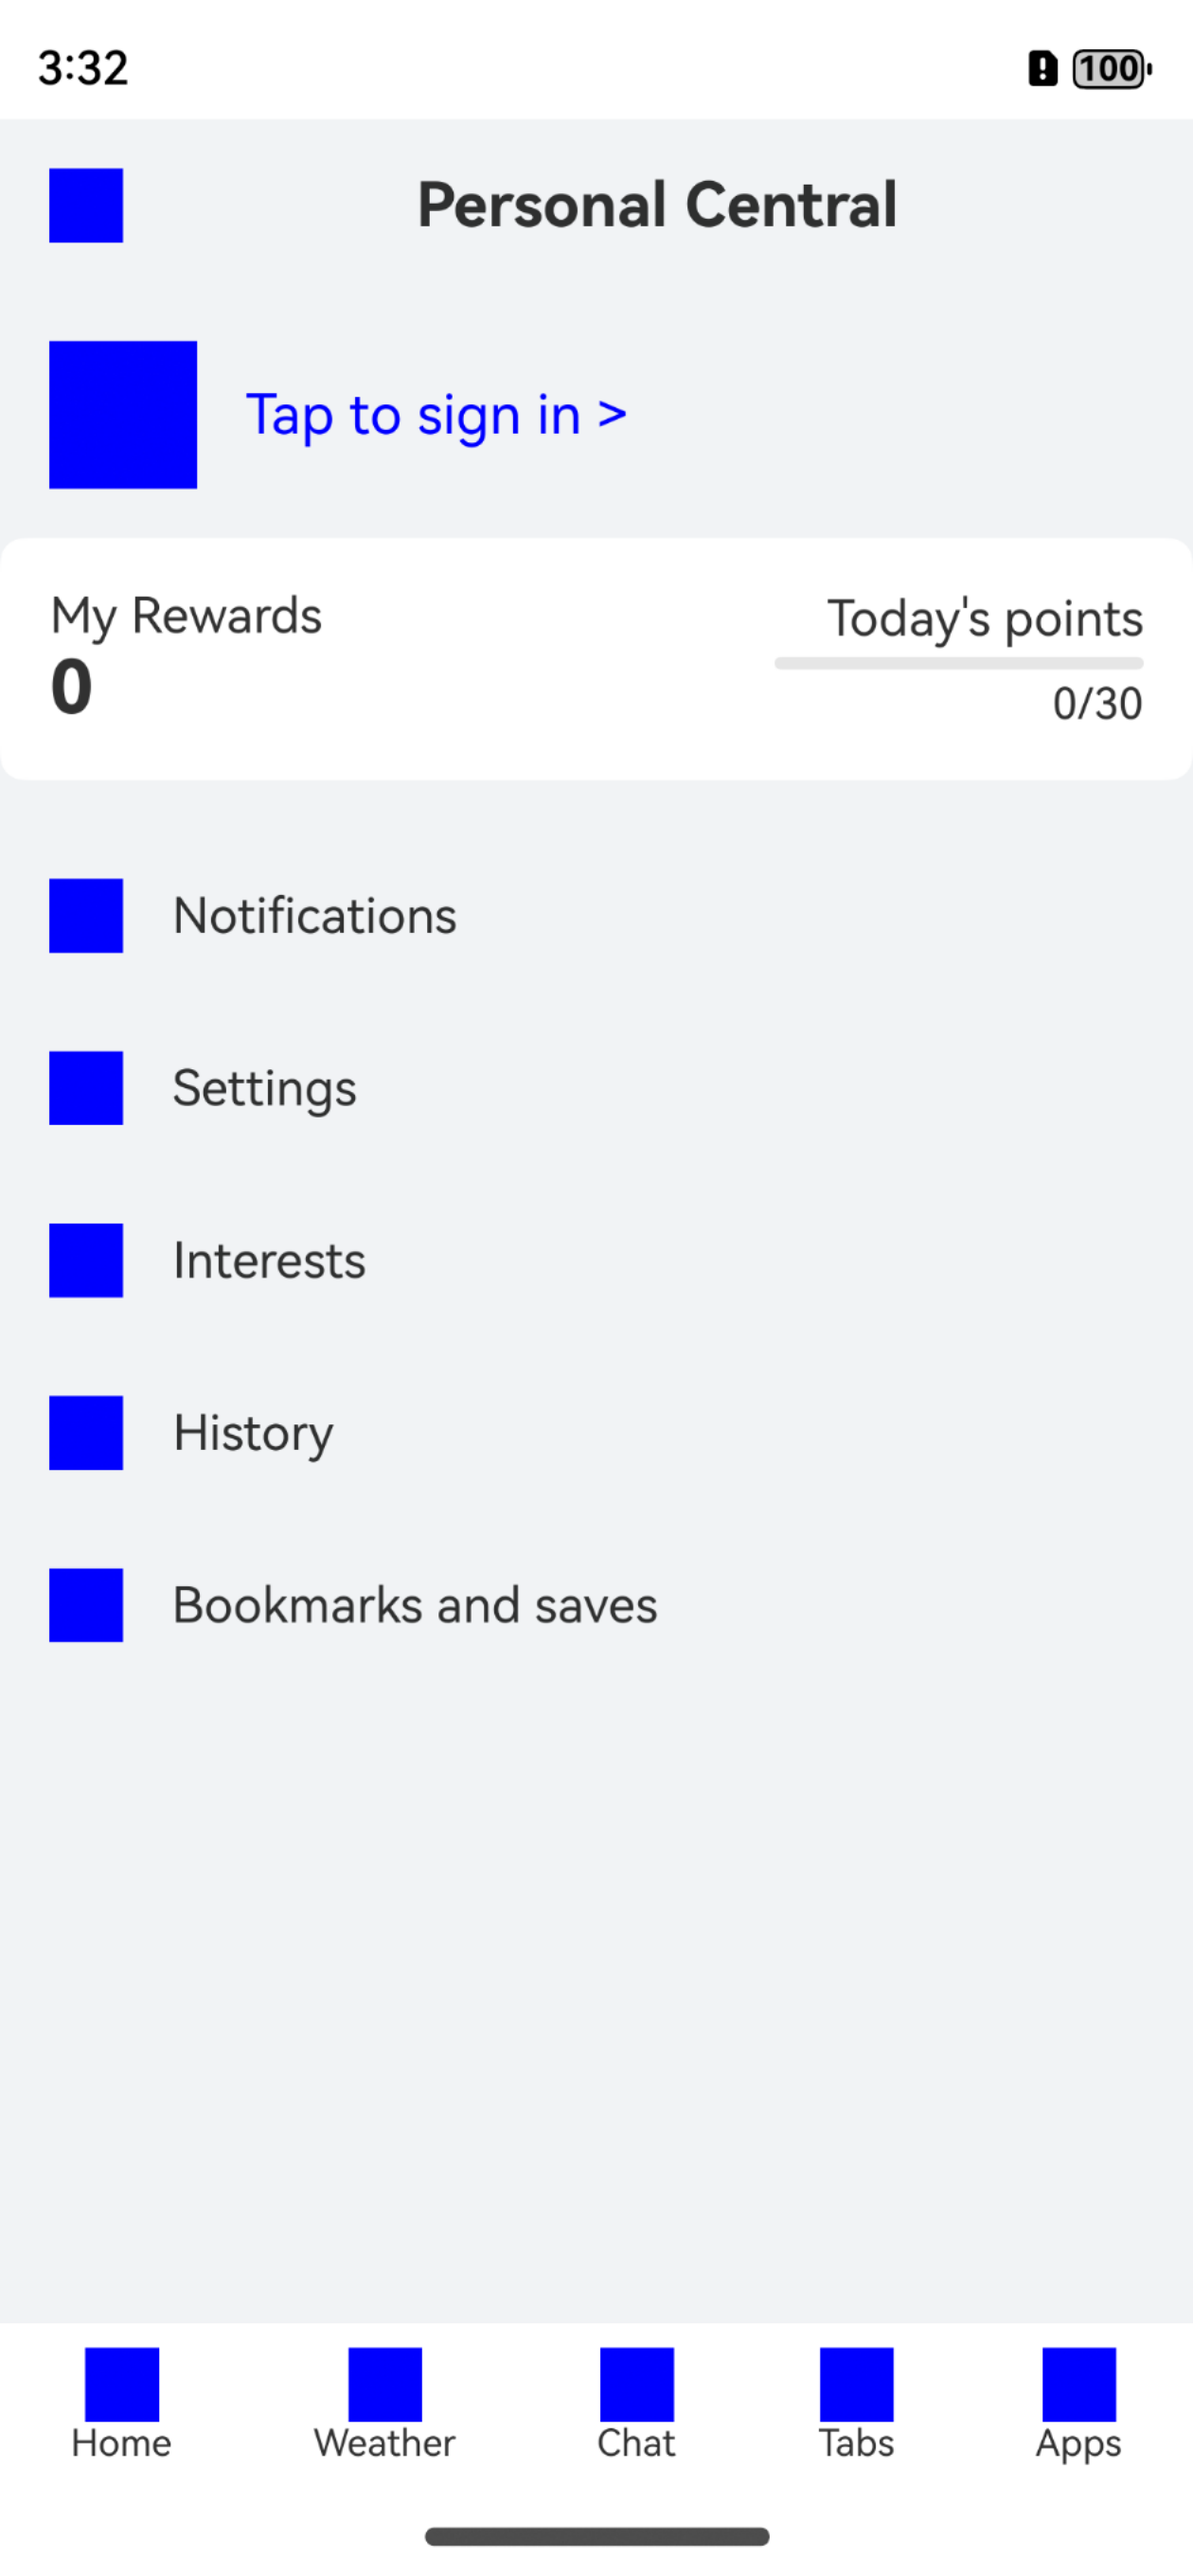 3:32
100
Personal Central
Tap to sign in >
My Rewards
0
Today's points
0/30
Notifications
Settings
Interests
History
Bookmarks and saves
Home
Weather
Chat
Tabs
Apps